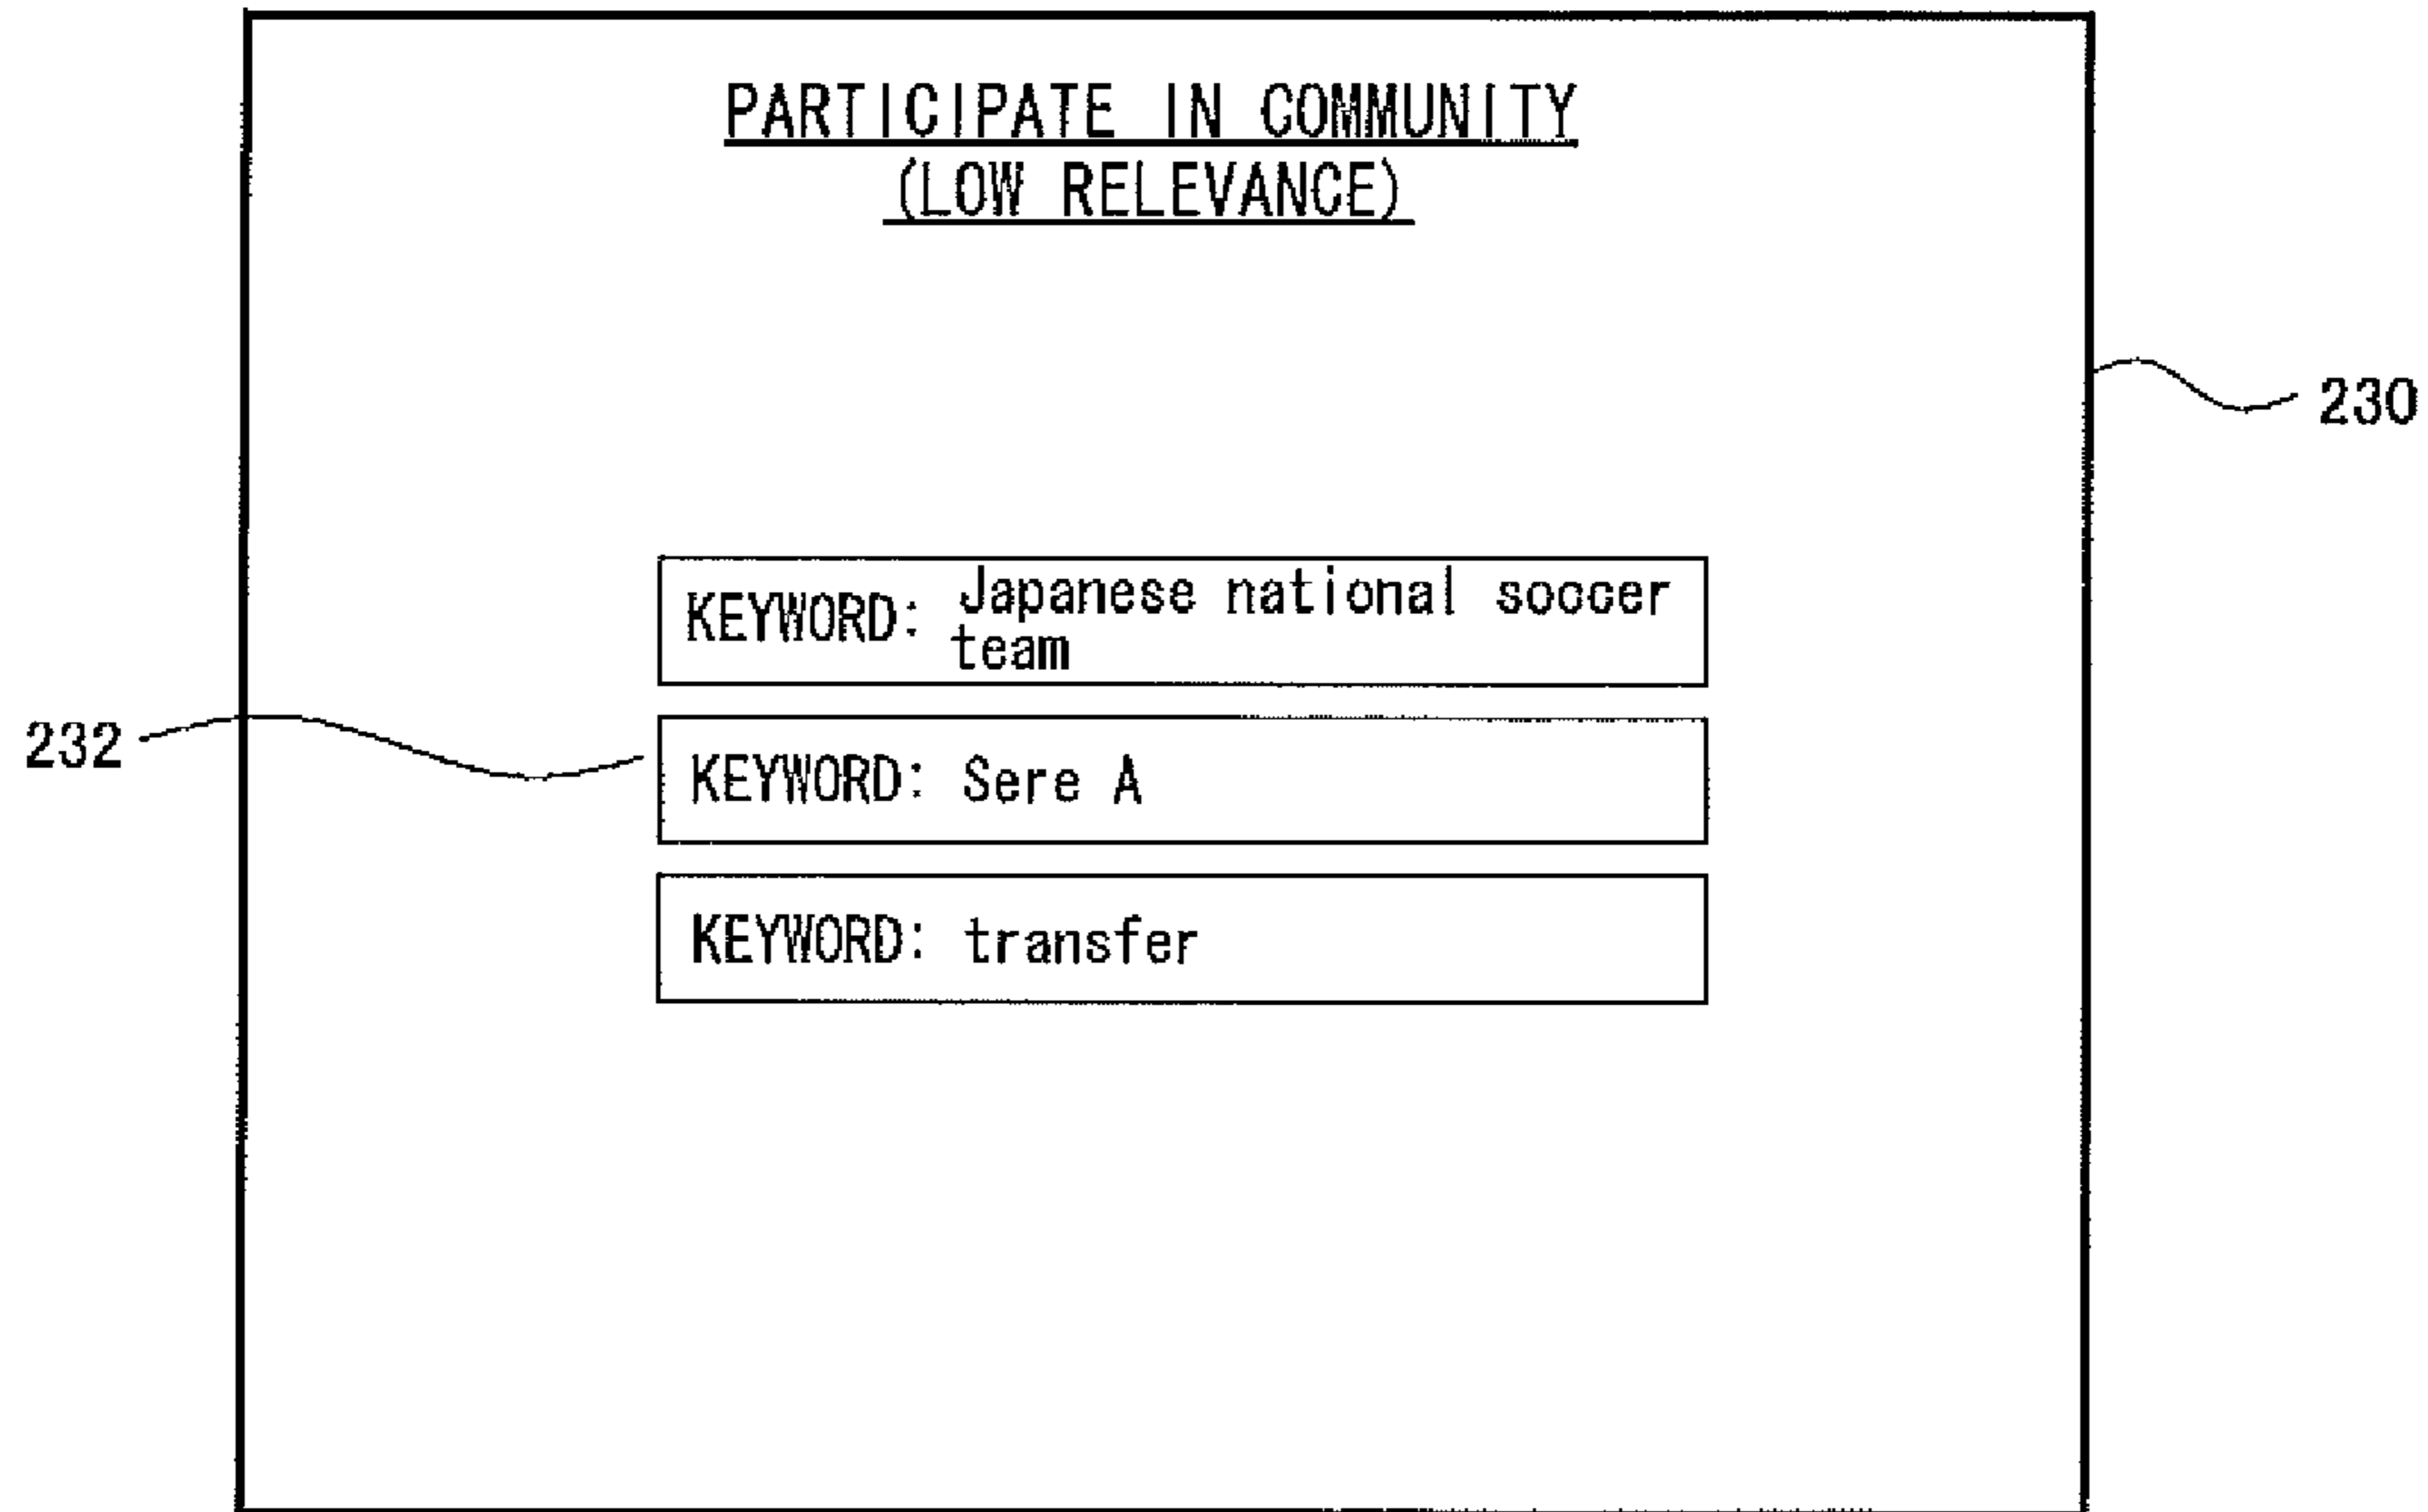 PARTICIPATE IN COMMUNITY
(LOW RELEVANCE)
230
KEYWORD: Japanese national soccer
team
232
KEYWORD: Sere A
KEYWORD: transfer